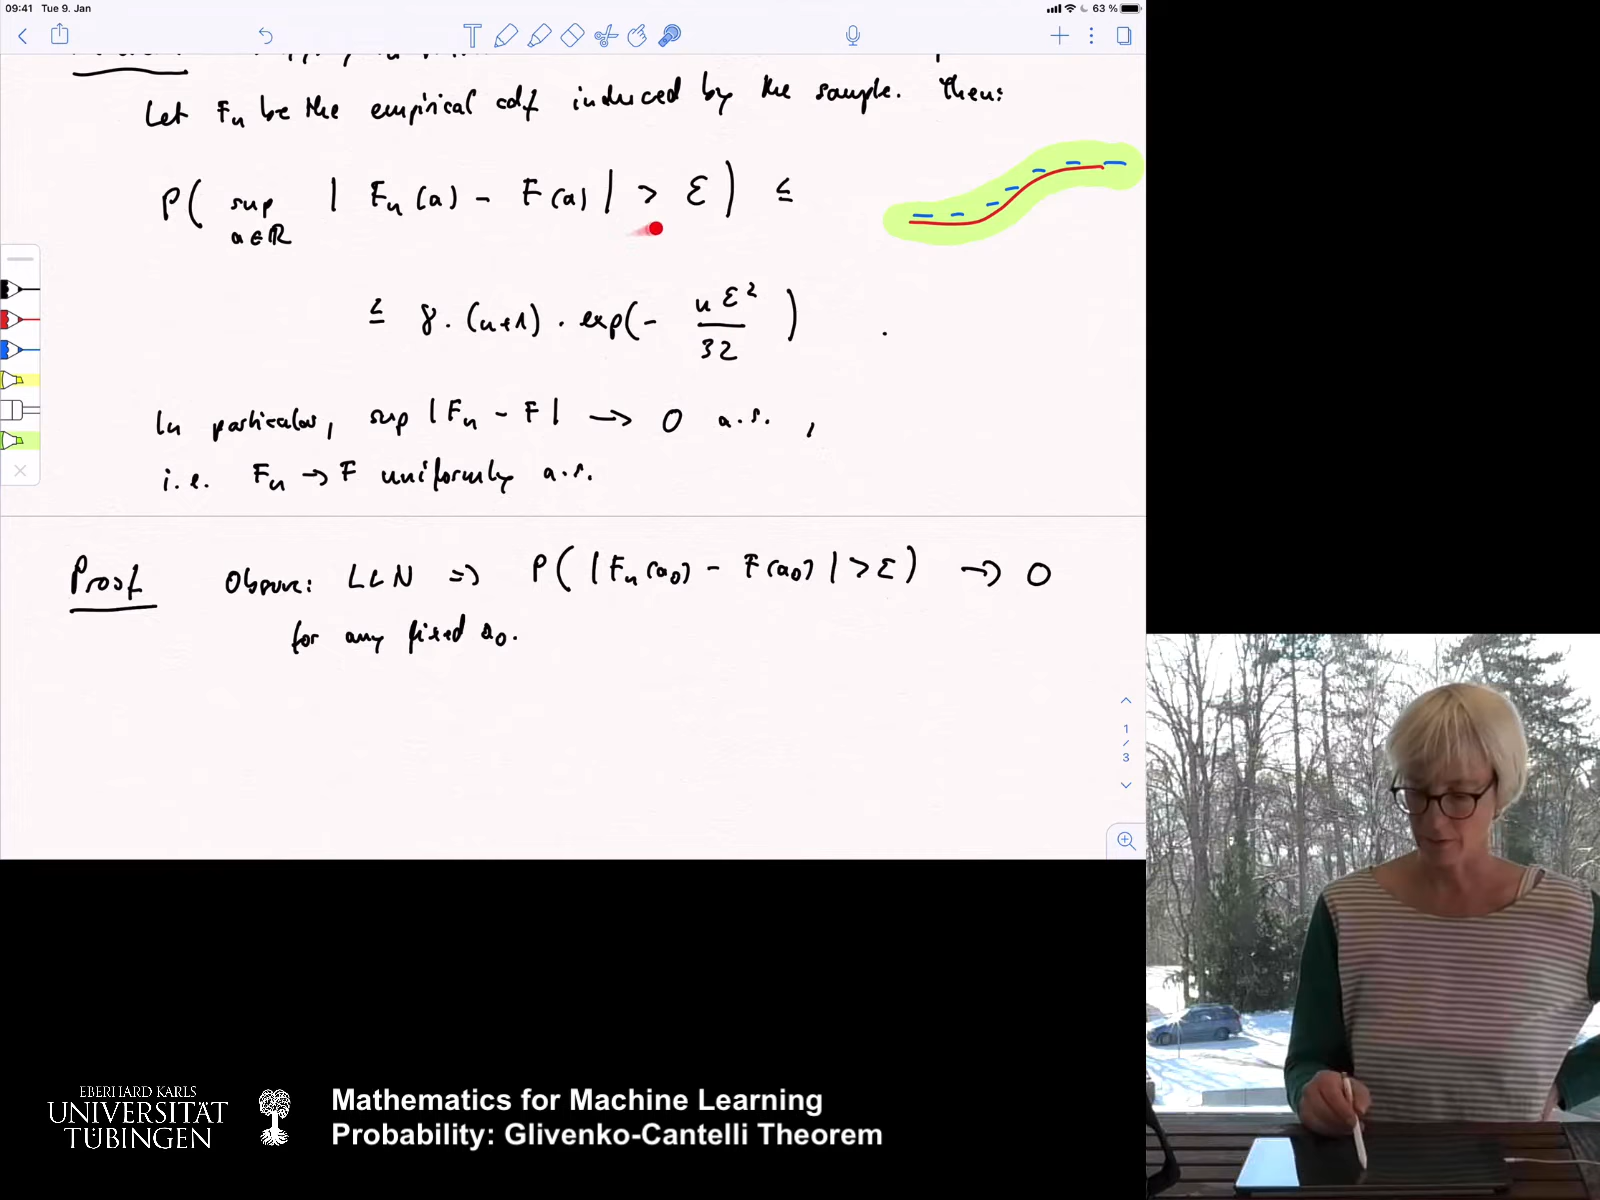 09:41 Tue 9. Jan
63 %
Let Fn be the empirical cdf induced by the sample. Then:
P( sup | Fn(a) - F(a) | > ε ) ≤
a∈ℝ
≤ 8 · (n+1) · exp(- nε² / 32 ) .
In particular, sup |Fn - F| → 0 a.s. ,
i.e. Fn → F uniformly a.s.
Proof Observe: LLN => P( |Fn(a0) - F(a0)| > ε ) → 0
for any fixed a0.
1
/
3
EBERHARD KARLS
UNIVERSITÄT
TÜBINGEN
Mathematics for Machine Learning
Probability: Glivenko-Cantelli Theorem